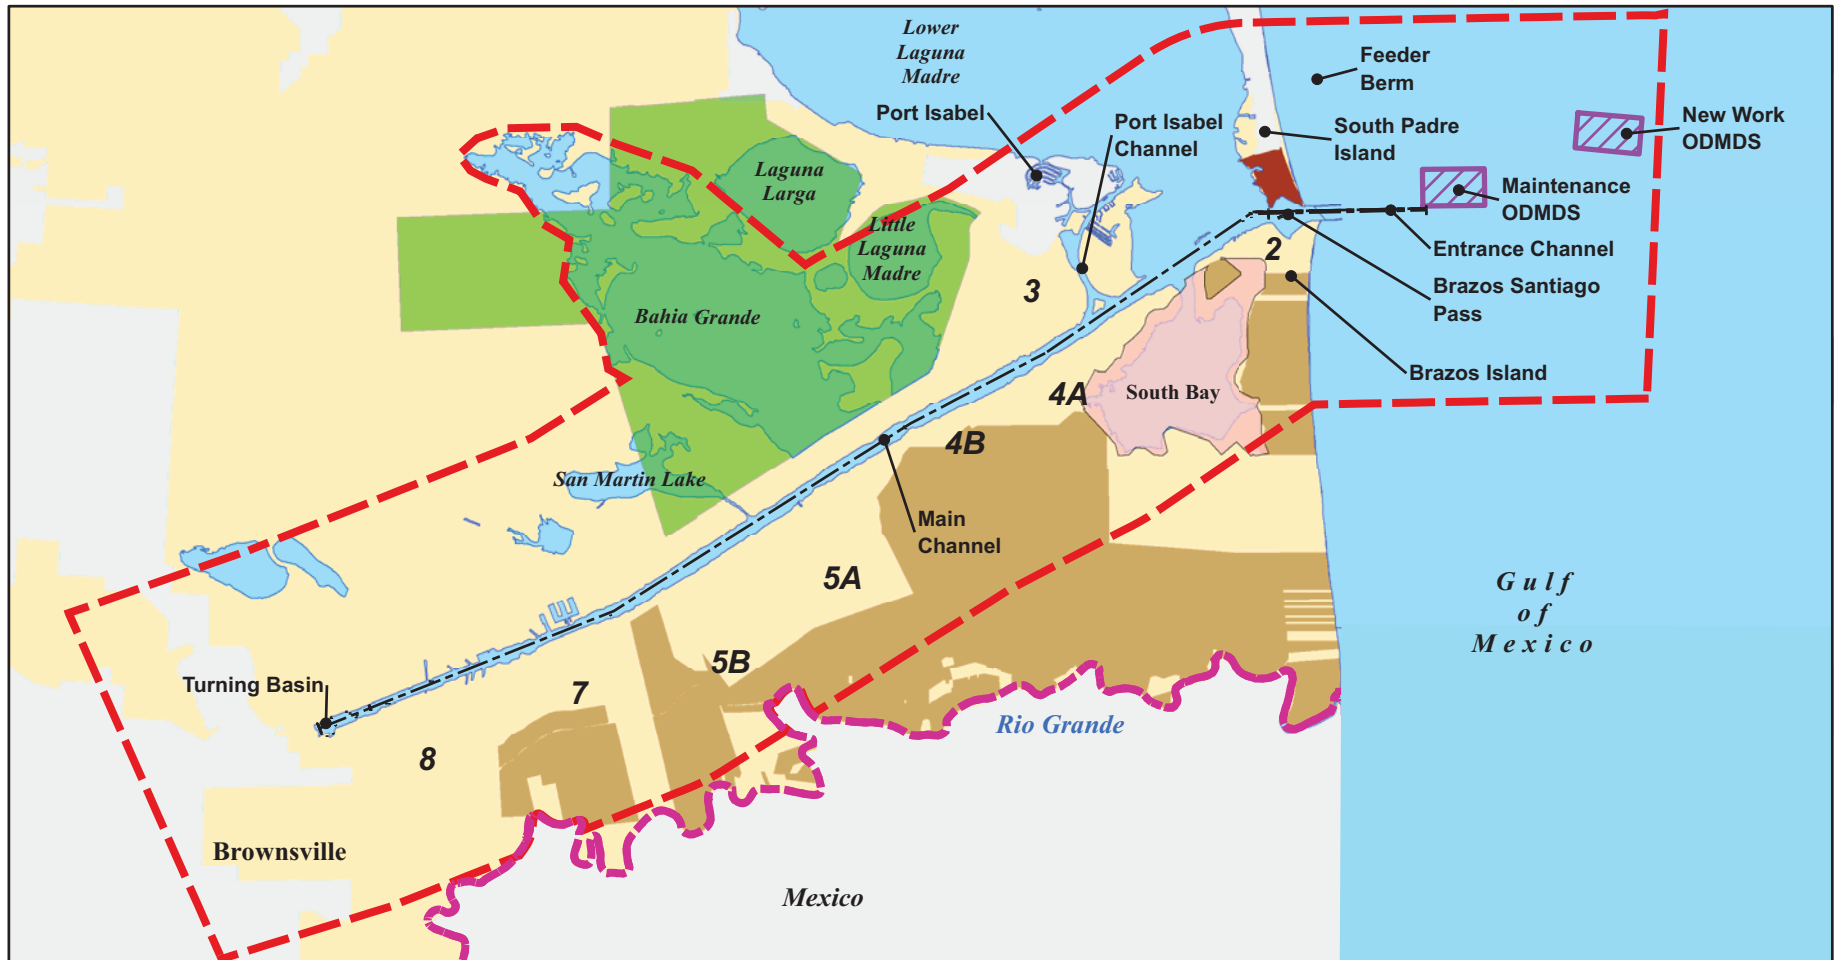 Lower
Laguna
Madre
Feeder
Berm
Port Isabel
Port Isabel
Channel
South Padre
Island
New Work
ODMDS
Laguna
Larga
Maintenance
ODMDS
Little
Laguna
Madre
2
Entrance Channel
3
Brazos Santiago
Pass
Bahia Grande
4A
South Bay
Brazos Island
4B
San Martin Lake
Main
Channel
5A
Gulf
of
Mexico
5B
Turning Basin
7
Rio Grande
8
Brownsville
Mexico